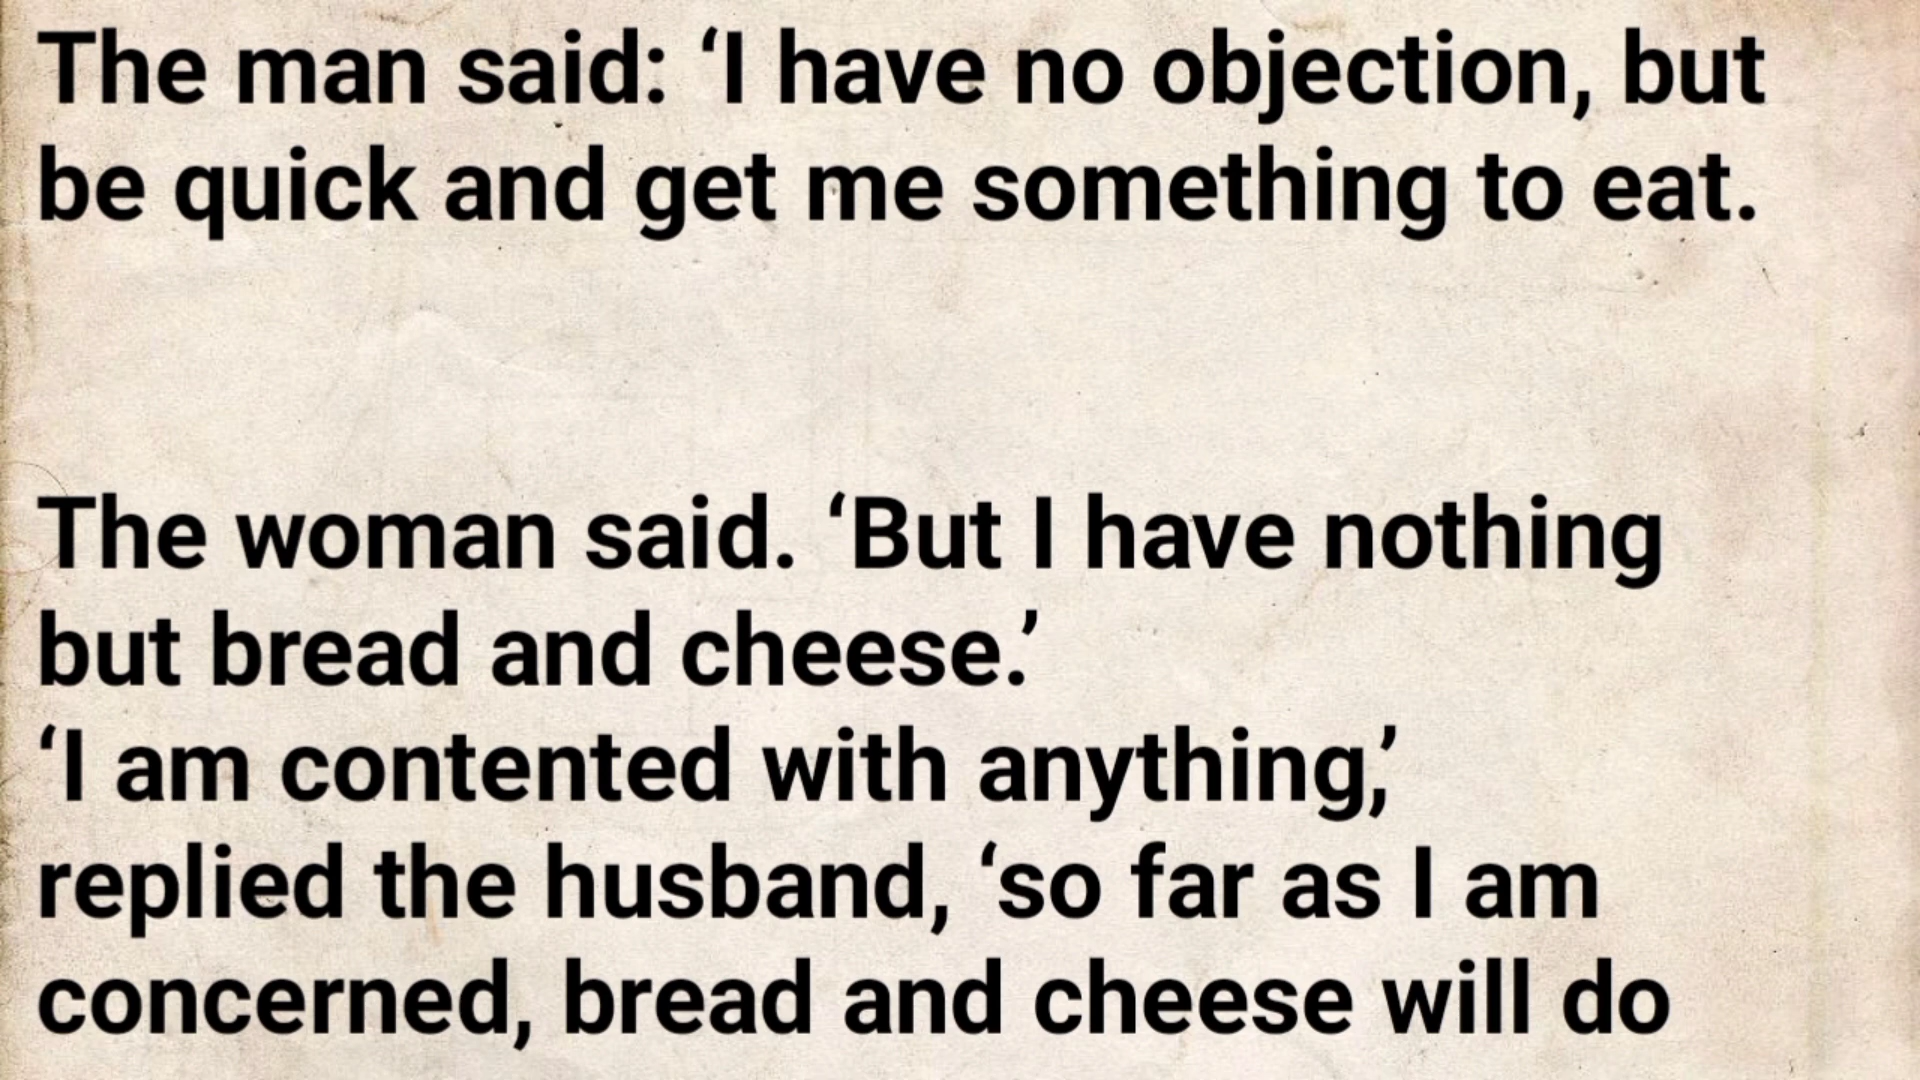 The man said: ‘I have no objection, but
be quick and get me something to eat.
The woman said. ‘But I have nothing
but bread and cheese.’
‘I am contented with anything,’
replied the husband, ‘so far as I am
concerned, bread and cheese will do